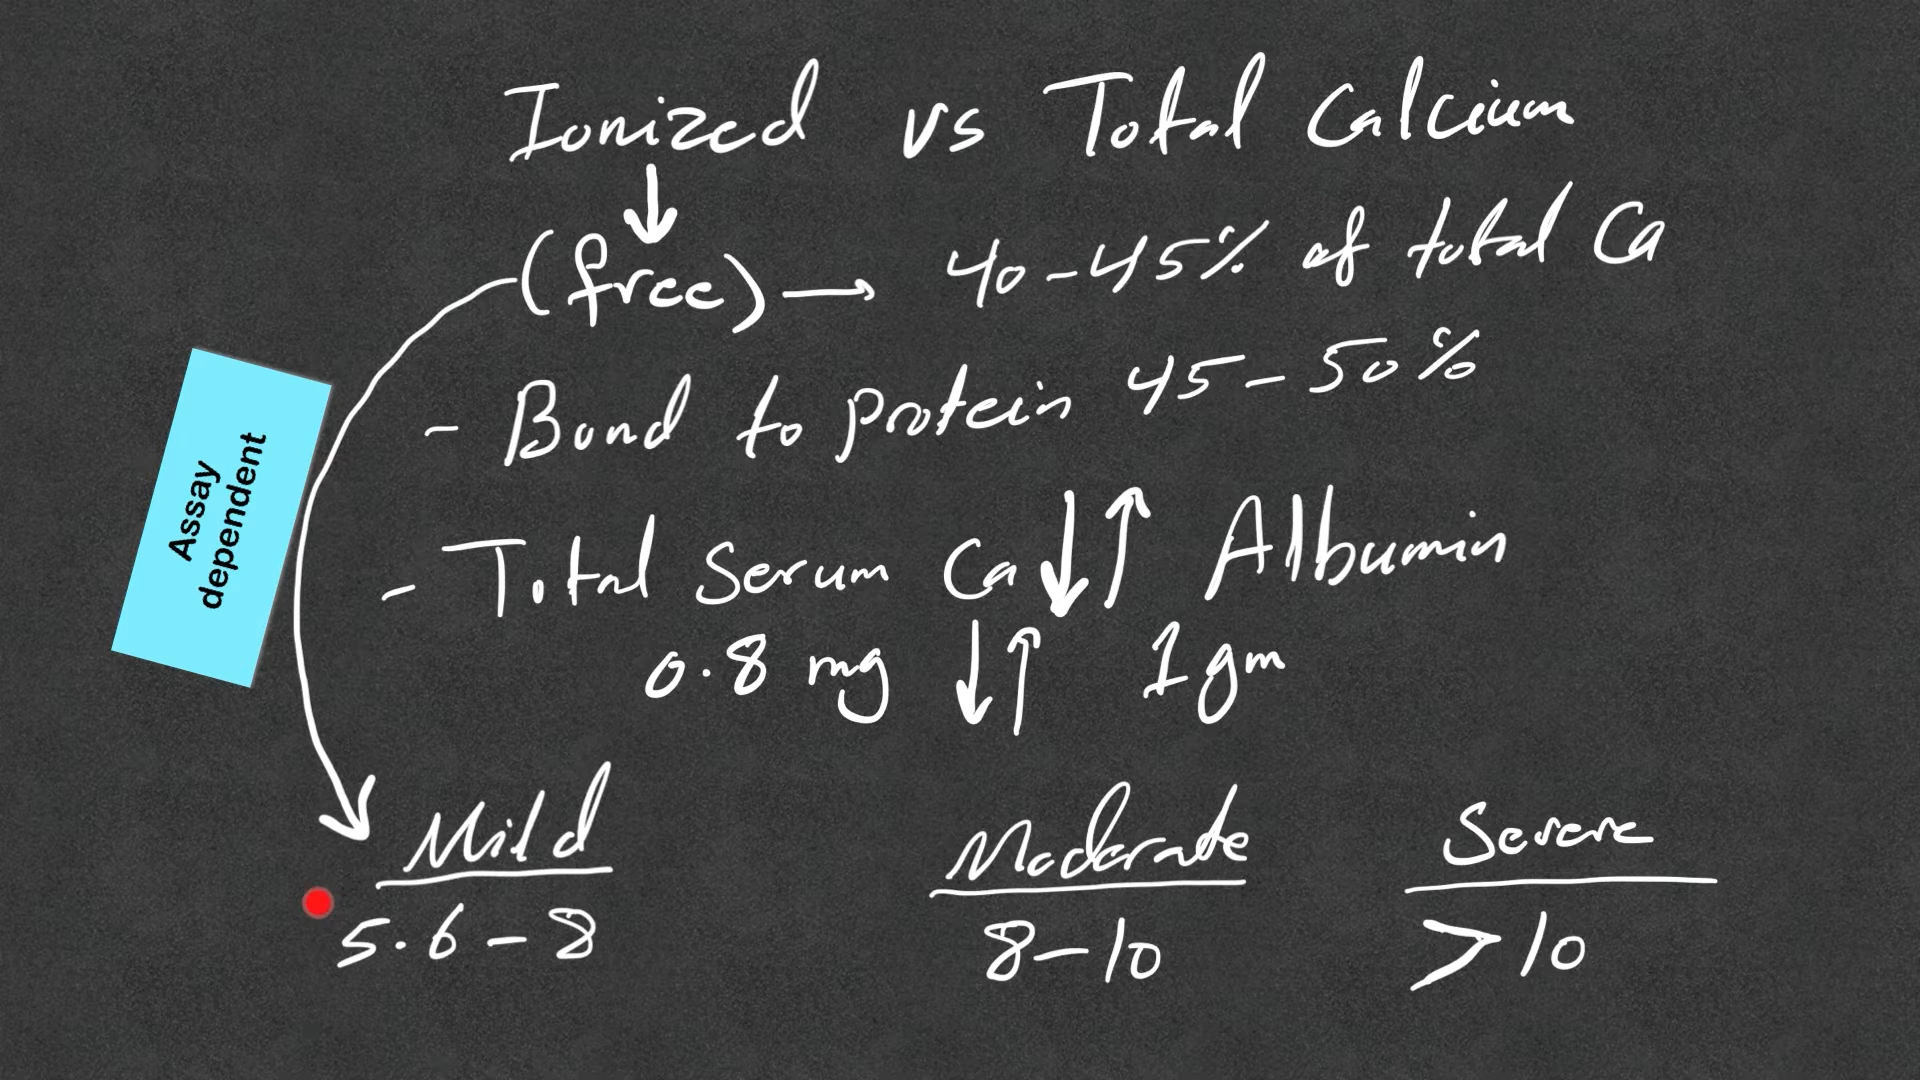 Ionized vs Total Calcium
↓
(free) → 40-45% of total Ca
- Bond to protein 45-50%
Assay
dependent
- Total Serum Ca ↓↑ Albumin
0.8 mg ↓↑ 1gm
Mild Moderate Severe
5.6-8 8-10 >10